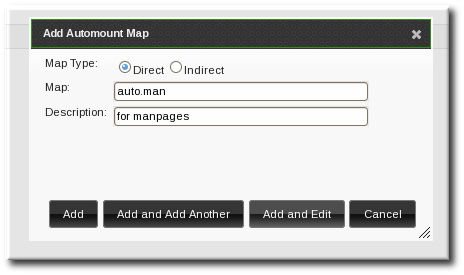 Add Automount Map
Map Type: Direct Indirect
Map: auto.man
Description: for manpages
Add Add and Add Another Add and Edit Cancel